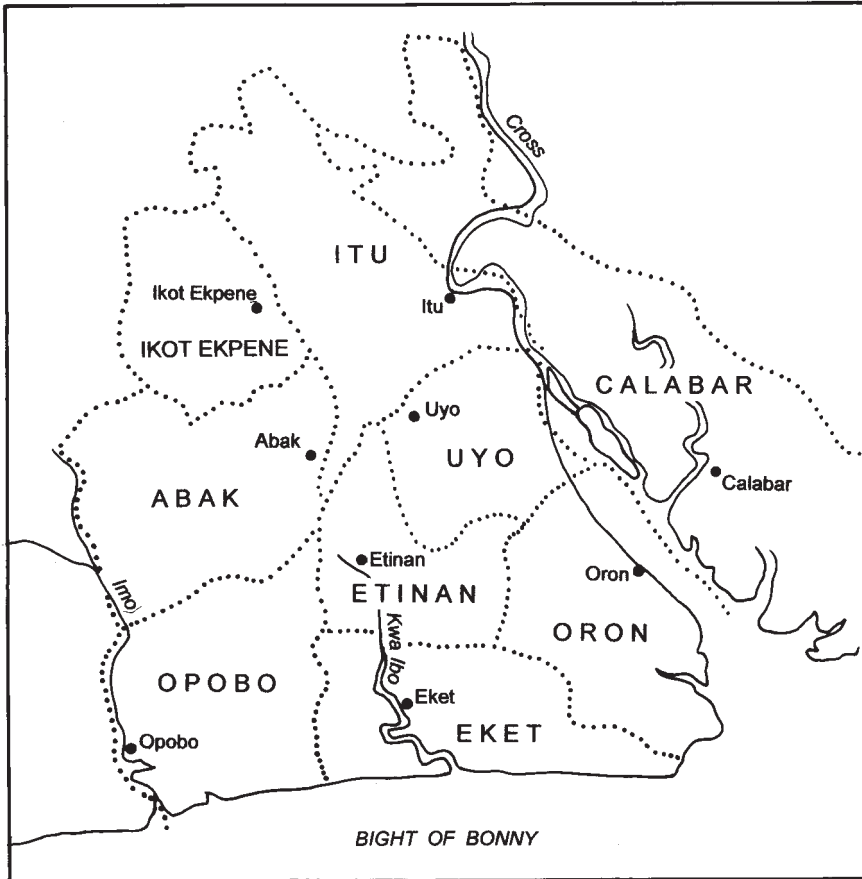 Cross
ITU
Ikot Ekpene
IKOT EKPENE
Itu
CALABAR
Uyo
Abak
UYO
Calabar
ABAK
Etinan
Oron
ETINAN
Imo
Kwa Ibo
ORON
OPOBO
Eket
EKET
Opobo
BIGHT OF BONNY